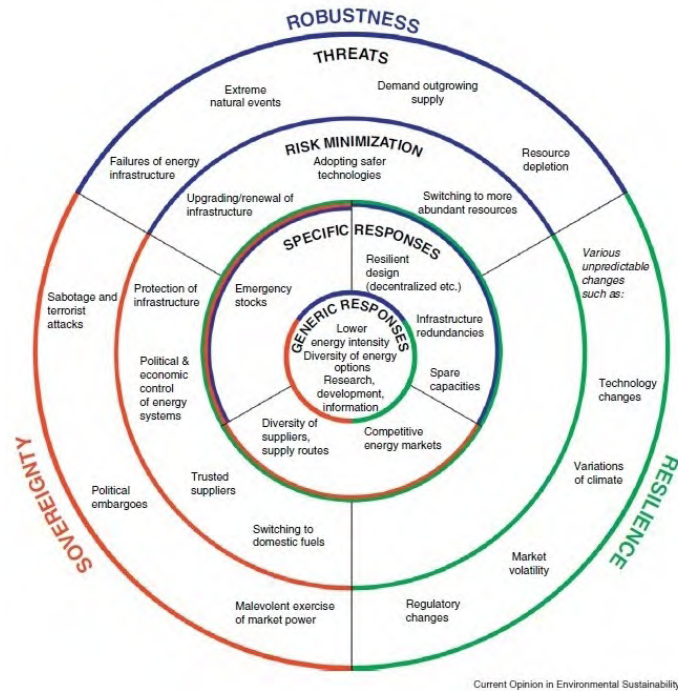 ROBUSTNESS
THREATS
Extreme
natural events
Demand outgrowing
supply
Failures of energy
infrastructure
Resource
depletion
RISK MINIMIZATION
Adopting safer
technologies
Upgrading/renewal of
infrastructure
Switching to more
abundant resources
SPECIFIC RESPONSES
Emergency
stocks
Resilient
design
(decentralized etc.)
Infrastructure
redundancies
Spare
capacities
GENERIC RESPONSES
Lower
energy intensity
Diversity of energy
options
Research,
development,
information
Diversity of
suppliers,
supply routes
Competitive
energy markets
Sabotage and
terrorist
attacks
Protection of
infrastructure
Political &
economic
control
of energy
systems
Trusted
suppliers
Switching to
domestic fuels
Political
embargoes
Malevolent exercise
of market power
SOVEREIGNTY
Various
unpredictable
changes
such as:
Technology
changes
Variations
of climate
Market
volatility
Regulatory
changes
RESILIENCE
Current Opinion in Environmental Sustainability